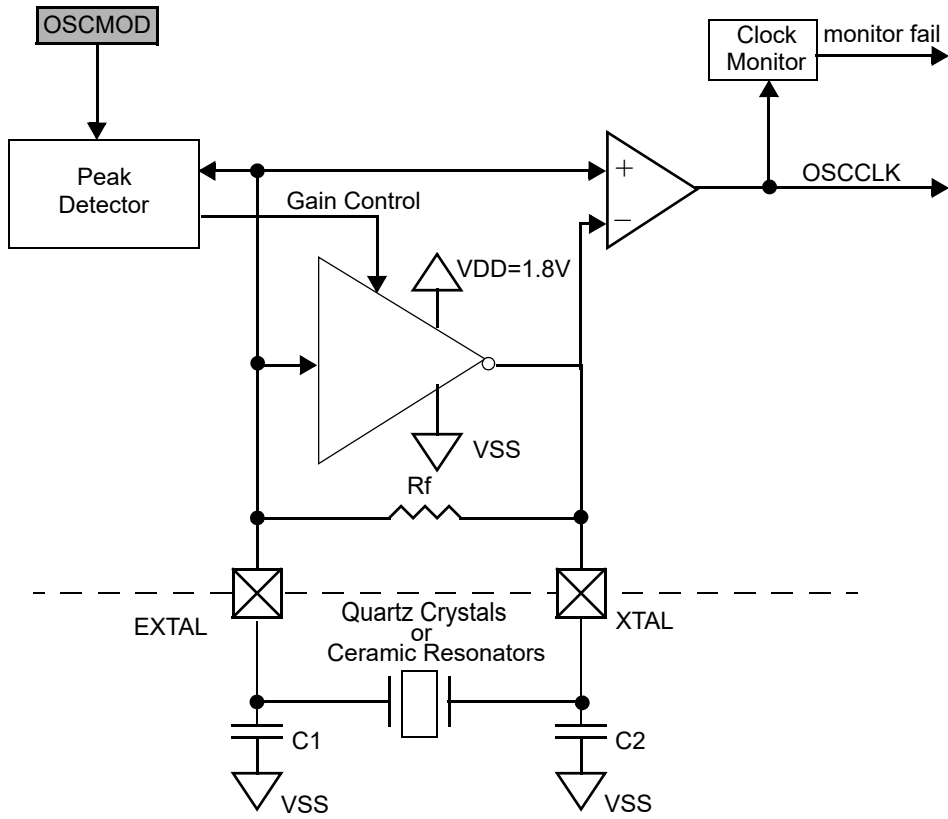 OSCMOD
Clock
Monitor
monitor fail
Peak
Detector
+
OSCCLK
Gain Control
−
VDD=1.8V
VSS
Rf
EXTAL
Quartz Crystals
or
Ceramic Resonators
XTAL
C1
C2
VSS
VSS